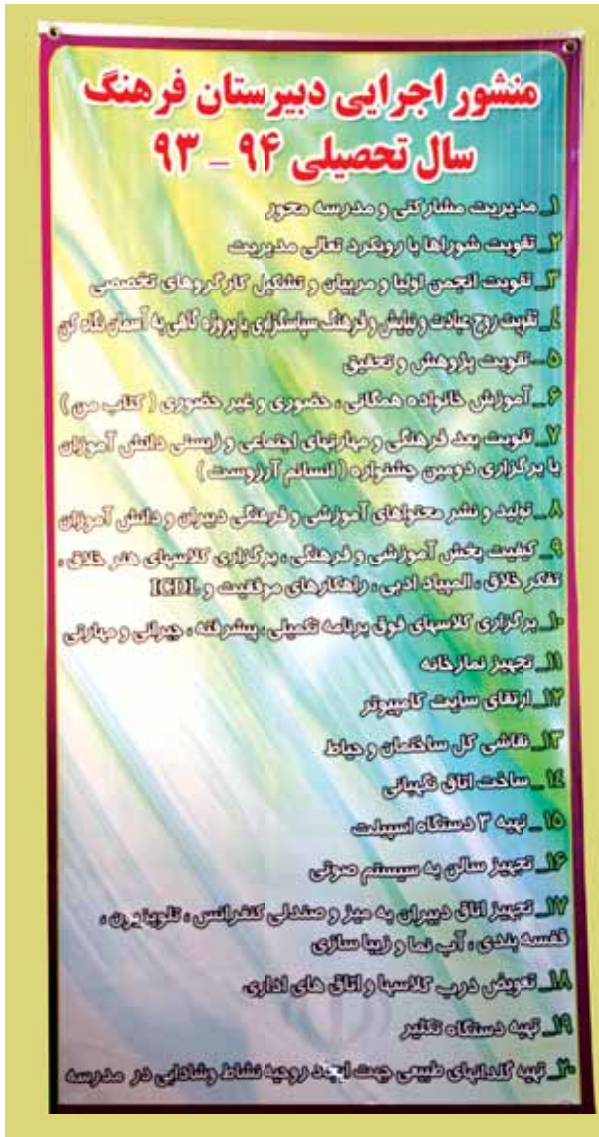 منشور اجرایی دبیرستان فرهنگ
سال تحصیلی ۹۴ - ۹۳
۱_ مدیریت مشارکتی و مدرسه محور
۲_ تقویت شوراها با رویکرد تعالی مدیریت
۳_ تقویت انجمن اولیا و مربیان و تشکیل کارگروهای تخصصی
۴_ تقویت روح عبادت و نیایش و فرهنگ سپاسگزاری با پروژه گاهی به آسمان نگاه کن
۵_ تقویت پژوهش و تحقیق
۶_ آموزش خانواده همگانی ، حضوری و غیر حضوری ( کتاب من )
۷_ تقویت بعد فرهنگی و مهارتهای اجتماعی و زیستی دانش آموزان
با برگزاری دومین جشنواره ( انسانم آرزوست )
۸_ تولید و نشر محتواهای آموزشی و فرهنگی دبیران و دانش آموزان
۹_ کیفیت بخش آموزشی و فرهنگی ، برگزاری کلاسهای هنر خلاق ،
تفکر خلاق ، المپیاد ادبی ، راهکارهای موفقیت و ICDL
۱۰_ برگزاری کلاسهای فوق برنامه تکمیلی ، پیشرفته ، جبرانی و مهارتی
۱۱_ تجهیز نمازخانه
۱۲_ ارتقای سایت کامپیوتر
۱۳_ نقاشی کل ساختمان و حیاط
۱۴_ ساخت اتاق نگهبانی
۱۵_ تهیه ۳ دستگاه اسپیلت
۱۶_ تجهیز سالن به سیستم صوتی
۱۷_ تجهیز اتاق دبیران به میز و صندلی کنفرانس ، تلویزیون ،
قفسه بندی ، آب نما و زیبا سازی
۱۸_ تعویض درب کلاسها و اتاق های اداری
۱۹_ تهیه دستگاه تکثیر
۲۰_ تهیه گلدانهای طبیعی جهت ایجد روحیه نشاط وشادابی در مدرسه